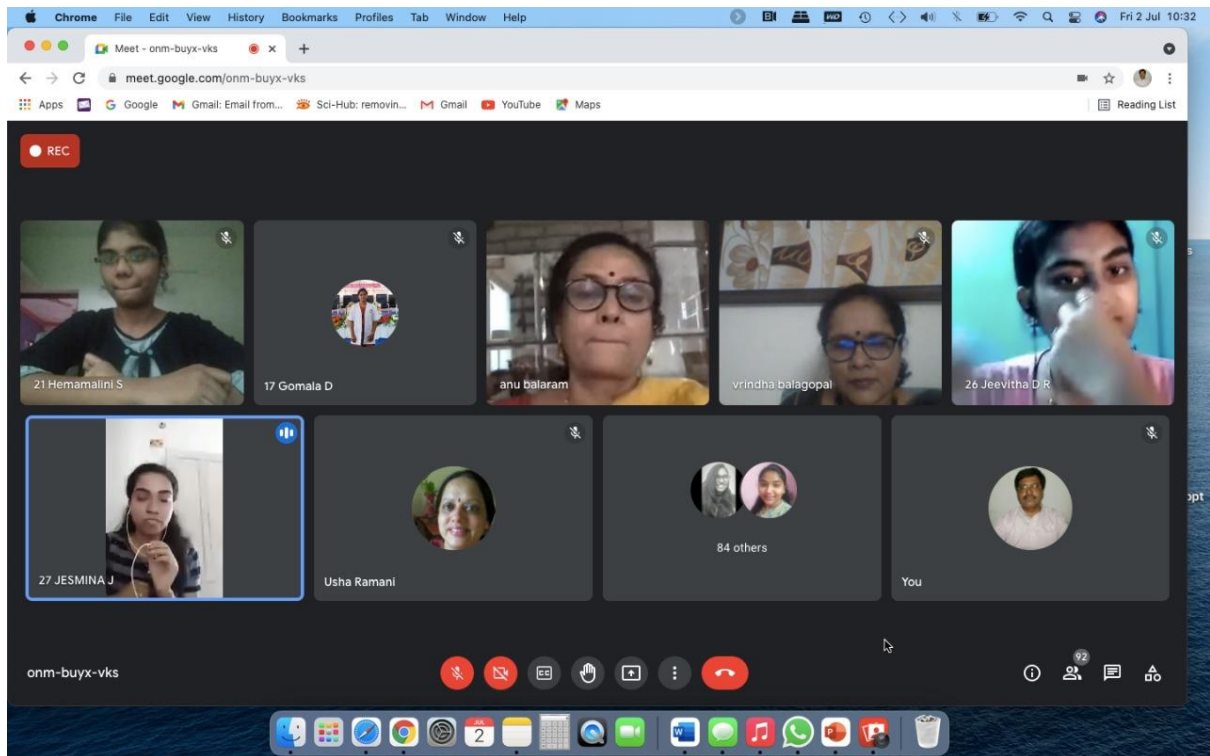 Chrome File Edit View History Bookmarks Profiles Tab Window Help Fri 2 Jul 10:32
Meet - onm-buyx-vks
meet.google.com/onm-buyx-vks
Apps Google Gmail: Email from... Sci-Hub: removin... Gmail YouTube Maps Reading List
REC
21 Hemamalini S
17 Gomala D
anu balaram
vrindha balagopal
26 Jeevitha D R
27 JESMINA J
Usha Ramani
84 others
You
onm-buyx-vks
CC
92
JUL
2